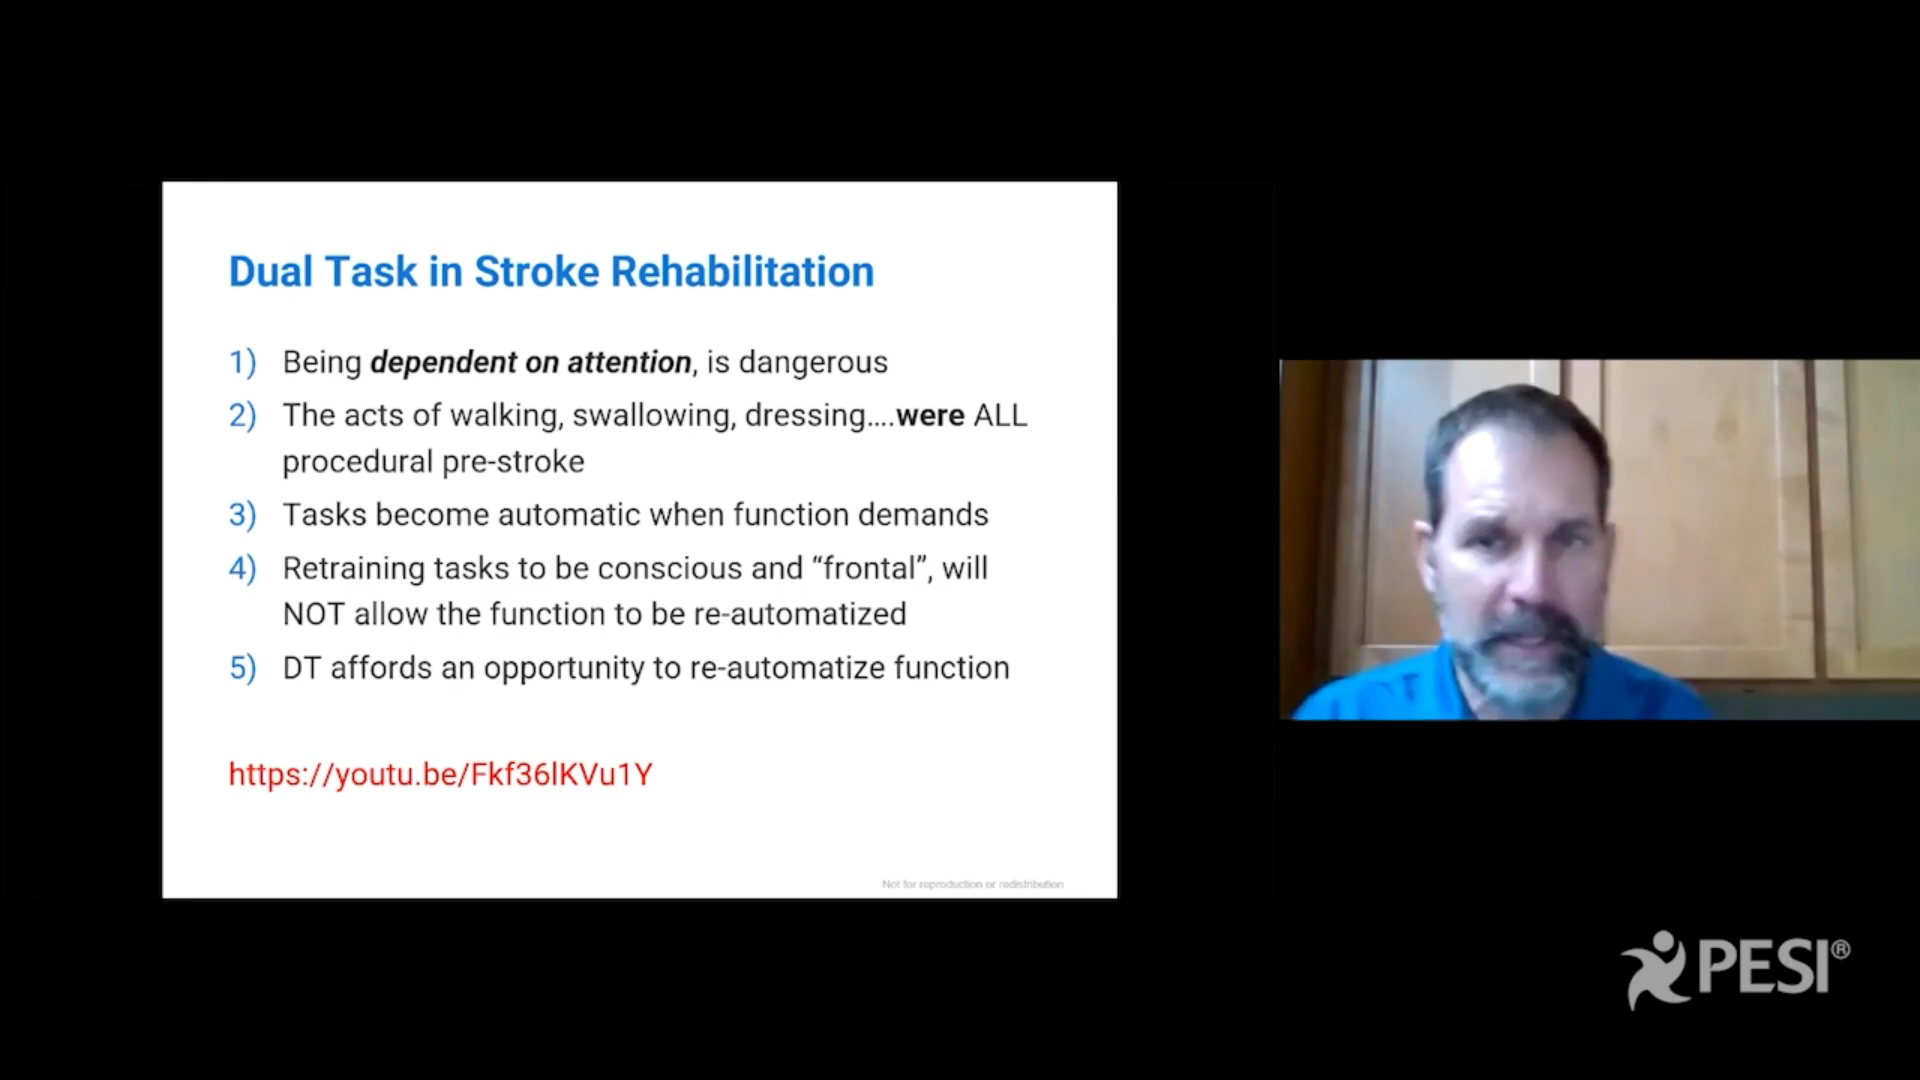 Dual Task in Stroke Rehabilitation
1) Being dependent on attention, is dangerous
2) The acts of walking, swallowing, dressing....were ALL
procedural pre-stroke
3) Tasks become automatic when function demands
4) Retraining tasks to be conscious and “frontal”, will
NOT allow the function to be re-automatized
5) DT affords an opportunity to re-automatize function
https://youtu.be/Fkf36lKVu1Y
Not for reproduction or redistribution
PESI®